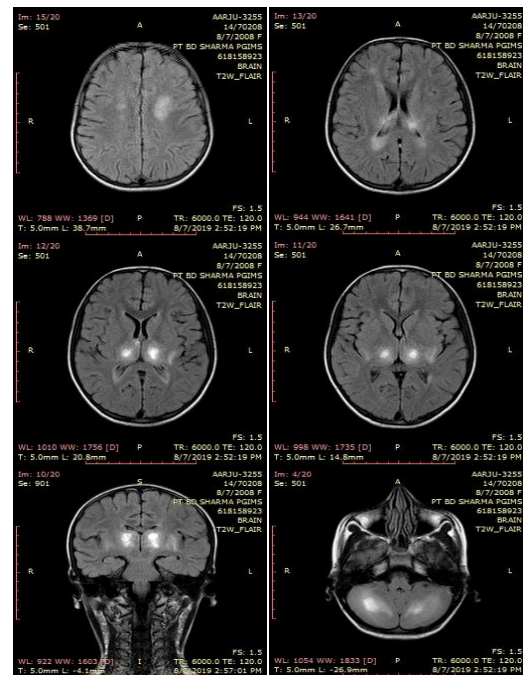 Im: 15/20
Se: 501
A
AARJU-3255
14/70208
8/7/2008 F
PT BD SHARMA PGIMS
618158923
BRAIN
T2W_FLAIR
R
L
FS: 1.5
WL: 788 WW: 1369 [D]
P
TR: 6000.0 TE: 120.0
T: 5.0mm L: 38.7mm
8/7/2019 2:52:19 PM
Im: 13/20
Se: 501
A
AARJU-3255
14/70208
8/7/2008 F
PT BD SHARMA PGIMS
618158923
BRAIN
T2W_FLAIR
R
L
FS: 1.5
WL: 944 WW: 1641 [D]
P
TR: 6000.0 TE: 120.0
T: 5.0mm L: 26.7mm
8/7/2019 2:52:19 PM
Im: 12/20
Se: 501
A
AARJU-3255
14/70208
8/7/2008 F
PT BD SHARMA PGIMS
618158923
BRAIN
T2W_FLAIR
R
L
FS: 1.5
WL: 1010 WW: 1756 [D]
P
TR: 6000.0 TE: 120.0
T: 5.0mm L: 20.8mm
8/7/2019 2:52:19 PM
Im: 11/20
Se: 501
A
AARJU-3255
14/70208
8/7/2008 F
PT BD SHARMA PGIMS
618158923
BRAIN
T2W_FLAIR
R
L
FS: 1.5
WL: 998 WW: 1735 [D]
P
TR: 6000.0 TE: 120.0
T: 5.0mm L: 14.8mm
8/7/2019 2:52:19 PM
Im: 10/20
Se: 901
S
AARJU-3255
14/70208
8/7/2008 F
PT BD SHARMA PGIMS
618158923
BRAIN
T2W_FLAIR
R
L
FS: 1.5
WL: 922 WW: 1603 [D]
I
TR: 6000.0 TE: 120.0
T: 5.0mm L: -4.1mm
8/7/2019 2:57:01 PM
Im: 4/20
Se: 501
A
AARJU-3255
14/70208
8/7/2008 F
PT BD SHARMA PGIMS
618158923
BRAIN
T2W_FLAIR
R
L
FS: 1.5
WL: 1054 WW: 1833 [D]
P
TR: 6000.0 TE: 120.0
T: 5.0mm L: -26.9mm
8/7/2019 2:52:19 PM